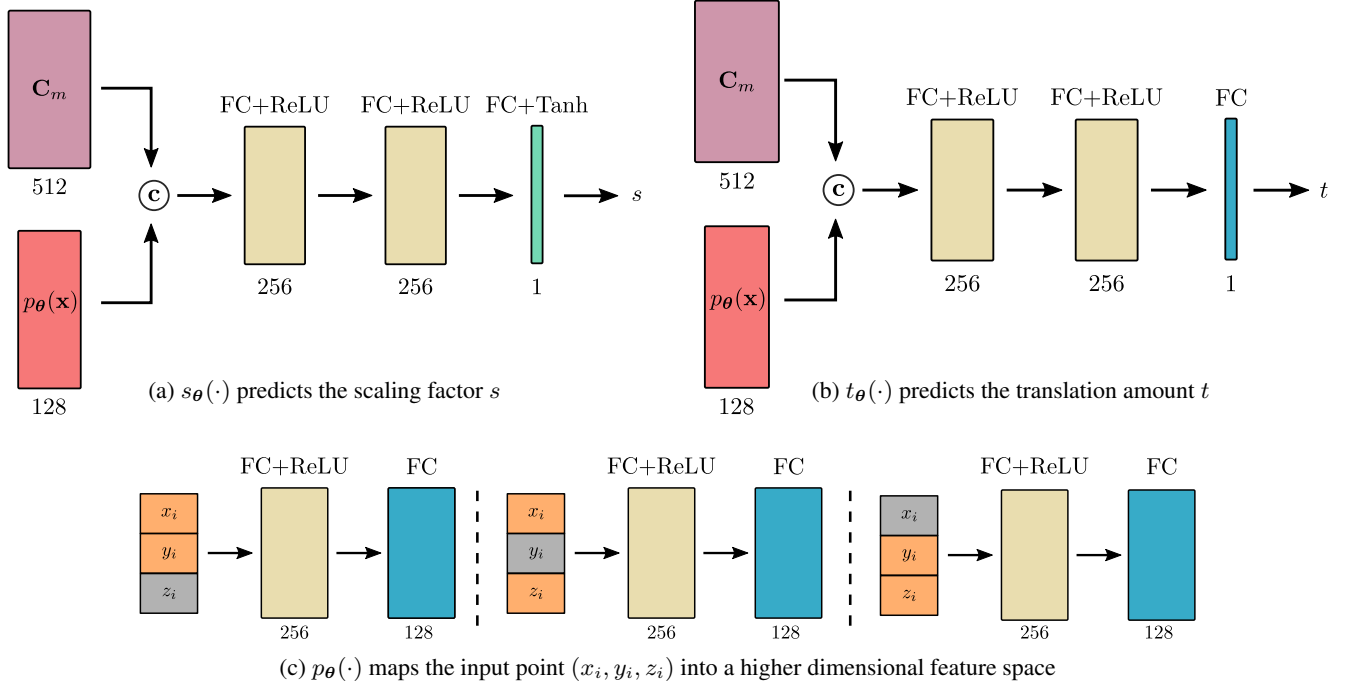 C_m
512
p_θ(x)
128
c
FC+ReLU
256
FC+ReLU
256
FC+Tanh
1
s
(a) s_θ(·) predicts the scaling factor s
C_m
512
p_θ(x)
128
c
FC+ReLU
256
FC+ReLU
256
FC
1
t
(b) t_θ(·) predicts the translation amount t
x_i
y_i
z_i
FC+ReLU
256
FC
128
x_i
y_i
z_i
FC+ReLU
256
FC
128
x_i
y_i
z_i
FC+ReLU
256
FC
128
(c) p_θ(·) maps the input point (x_i, y_i, z_i) into a higher dimensional feature space